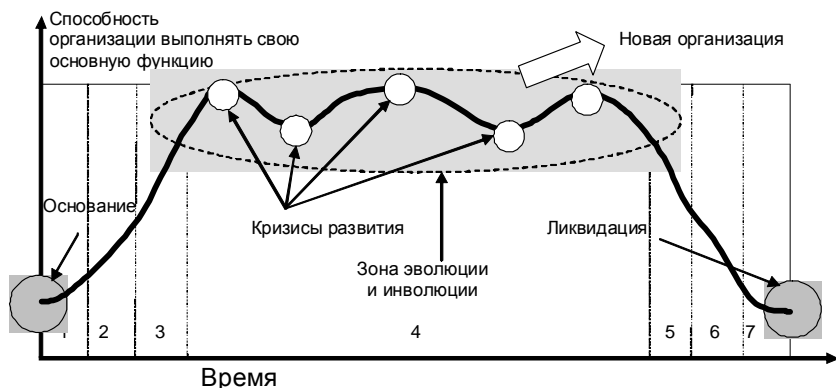 Способность
организации выполнять свою
основную функцию
Новая организация
Основание
Кризисы развития
Ликвидация
Зона эволюции
и инволюции
1 2 3 4 5 6 7
Время